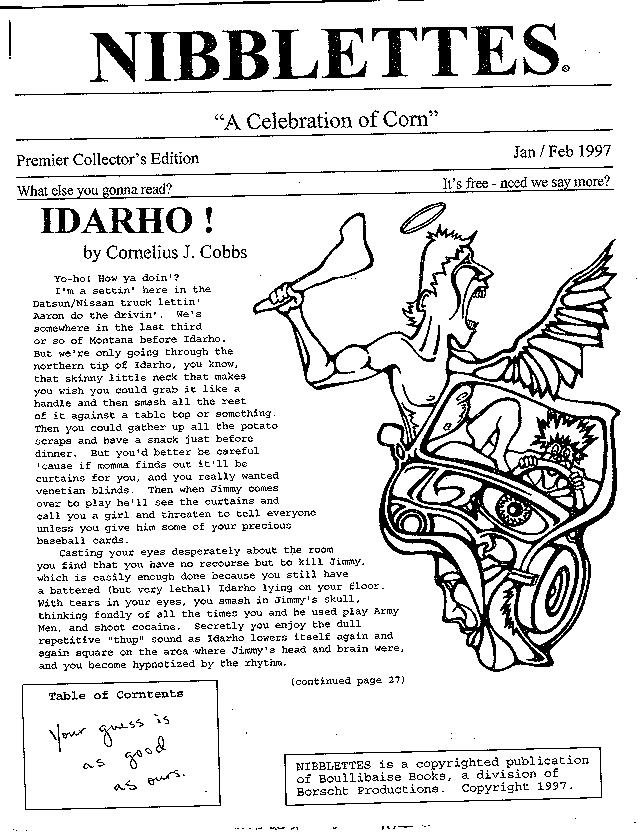 NIBBLETTES®
“A Celebration of Corn”
Premier Collector's Edition
Jan / Feb 1997
What else you gonna read?
It's free - need we say more?
IDARHO !
by Cornelius J. Cobbs
Yo-ho! How ya doin'?
I'm a settin' here in the
Datsun/Nissan truck lettin'
Aaron do the drivin'. We's
somewhere in the last third
or so of Montana before Idarho.
But we're only going through the
northern tip of Idarho, you know,
that skinny little neck that makes
you wish you could grab it like a
handle and then smash all the rest
of it against a table top or something.
Then you could gather up all the potato
scraps and have a snack just before
dinner. But you'd better be careful
'cause if momma finds out it'll be
curtains for you, and you really wanted
venetian blinds. Then when Jimmy comes
over to play he'll see the curtains and
call you a girl and threaten to tell everyone
unless you give him some of your precious
baseball cards.
Casting your eyes desperately about the room
you find that you have no recourse but to kill Jimmy,
which is easily enough done because you still have
a battered (but very lethal) Idarho lying on your floor.
With tears in your eyes, you smash in Jimmy's skull,
thinking fondly of all the times you and he used play Army
Men, and shoot cocaine. Secretly you enjoy the dull
repetitive "thup" sound as Idarho lowers itself again and
again square on the area where Jimmy's head and brain were,
and you become hypnotized by the rhythm.
(continued page 27)
Table of Corntents
Your guess is
as good
as ours.
NIBBLETTES is a copyrighted publication
of Boullibaise Books, a division of
Borscht Productions. Copyright 1997.